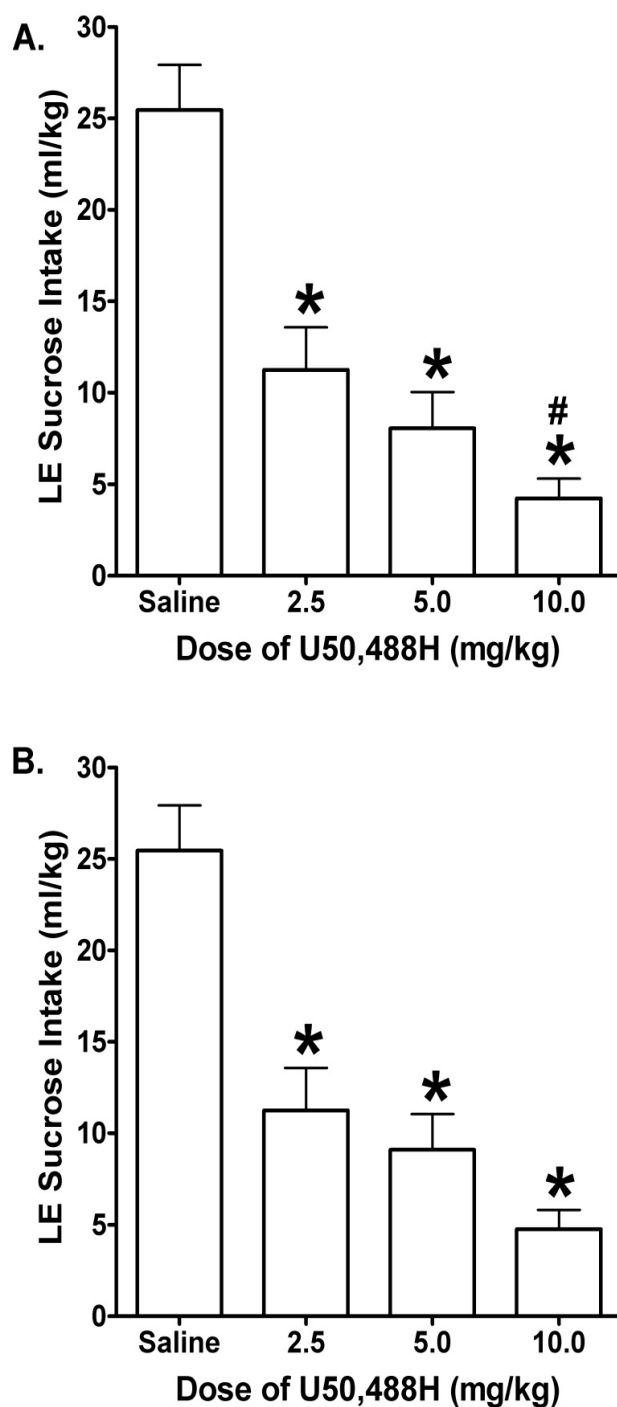 A.
LE Sucrose Intake (ml/kg)
30
25
20
15
10
5
0
*
*
#
*
Saline 2.5 5.0 10.0
Dose of U50,488H (mg/kg)
B.
LE Sucrose Intake (ml/kg)
30
25
20
15
10
5
0
*
*
*
Saline 2.5 5.0 10.0
Dose of U50,488H (mg/kg)